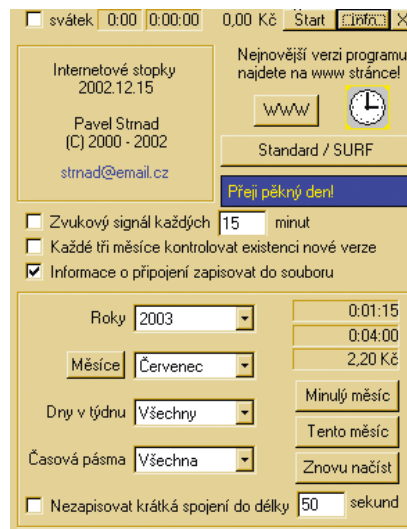 svátek 0:00 0:00:00 0,00 Kč Start Info X
Internetové stopky
2002.12.15
Pavel Strnad
(C) 2000 - 2002
strnad@email.cz
Nejnovější verzi programu
najdete na www stránce!
WWW
Standard / SURF
Přeji pěkný den!
Zvukový signál každých 15 minut
Každé tři měsíce kontrolovat existenci nové verze
Informace o připojení zapisovat do souboru
Roky 2003
Měsíce Červenec
Dny v týdnu Všechny
Časová pásma Všechna
0:01:15
0:04:00
2,20 Kč
Minulý měsíc
Tento měsíc
Znovu načíst
Nezapisovat krátká spojení do délky 50 sekund